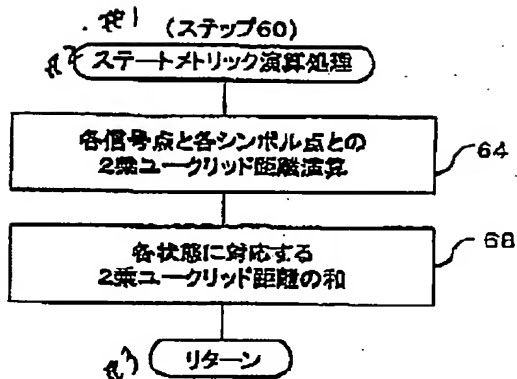 #1 (ステップ60)
#2 ステートメトリック演算処理
各信号点と各シンボル点との
2乗ユークリッド距離演算
64
各状態に対応する
2乗ユークリッド距離の和
68
#3 リターン